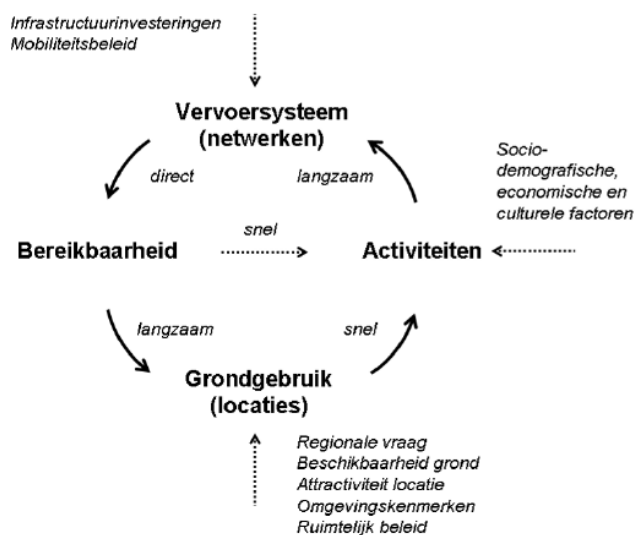 Infrastructuurinvesteringen
Mobiliteitsbeleid
Vervoersysteem
(netwerken)
direct
langzaam
Socio-
demografische,
economische en
culturele factoren
snel
Bereikbaarheid
Activiteiten
langzaam
snel
Grondgebruik
(locaties)
Regionale vraag
Beschikbaarheid grond
Attractiviteit locatie
Omgevingskenmerken
Ruimtelijk beleid